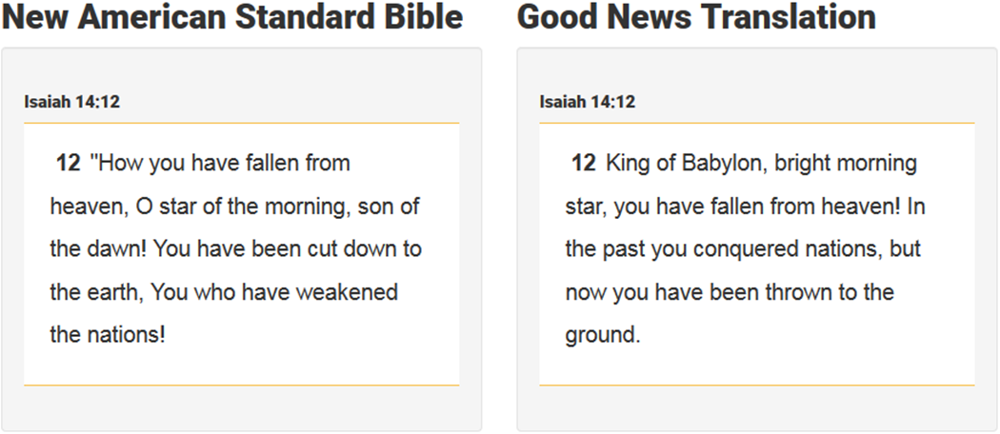 New American Standard Bible
Isaiah 14:12
12 "How you have fallen from
heaven, O star of the morning, son of
the dawn! You have been cut down to
the earth, You who have weakened
the nations!
Good News Translation
Isaiah 14:12
12 King of Babylon, bright morning
star, you have fallen from heaven! In
the past you conquered nations, but
now you have been thrown to the
ground.